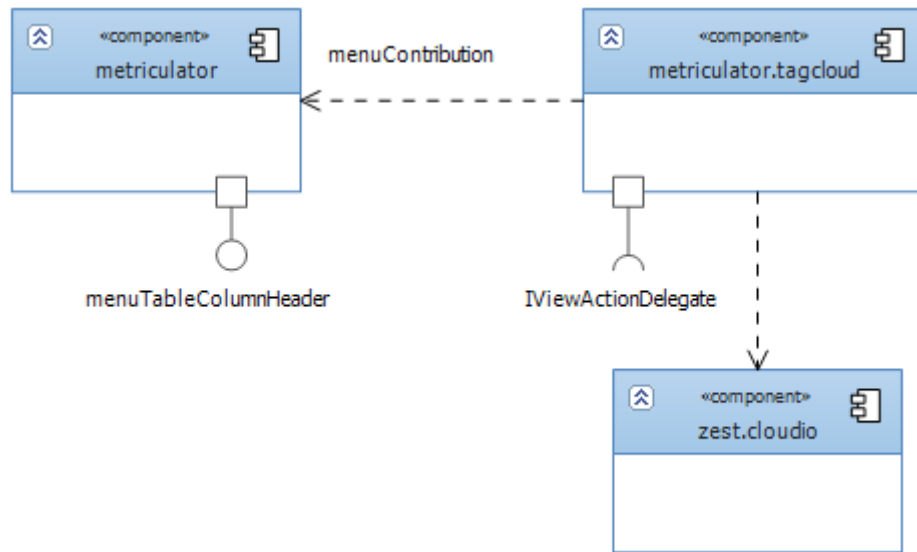 «component»
metriculator
menuContribution
«component»
metriculator.tagcloud
menuTableColumnHeader
IViewActionDelegate
«component»
zest.cloudio